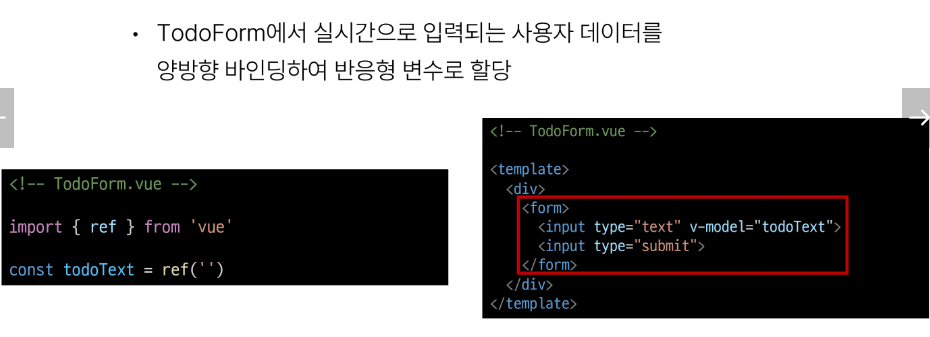 • TodoForm에서 실시간으로 입력되는 사용자 데이터를
양방향 바인딩하여 반응형 변수로 할당
<!-- TodoForm.vue -->
import { ref } from 'vue'
const todoText = ref('')
<!-- TodoForm.vue -->
<template>
<div>
<form>
<input type="text" v-model="todoText">
<input type="submit">
</form>
</div>
</template>